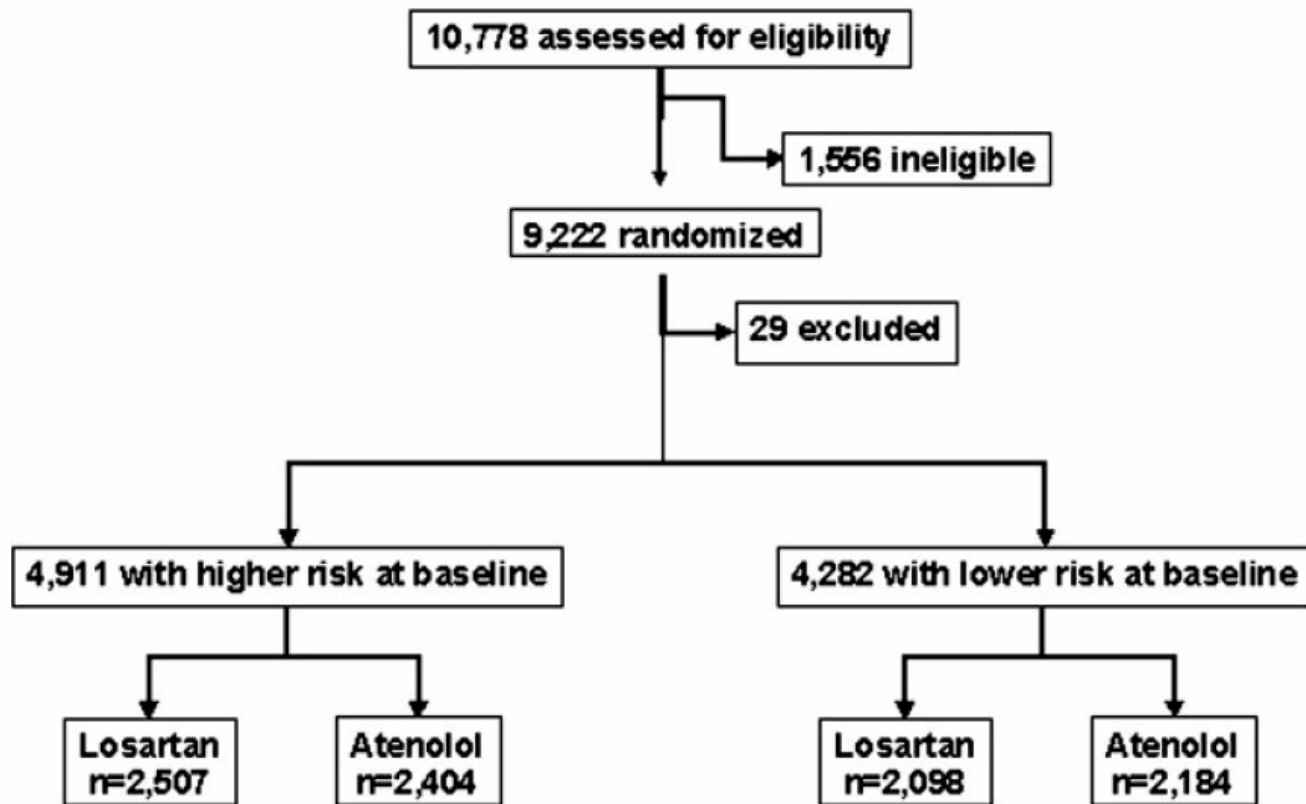 10,778 assessed for eligibility
1,556 ineligible
9,222 randomized
29 excluded
4,911 with higher risk at baseline
4,282 with lower risk at baseline
Losartan
n=2,507
Atenolol
n=2,404
Losartan
n=2,098
Atenolol
n=2,184